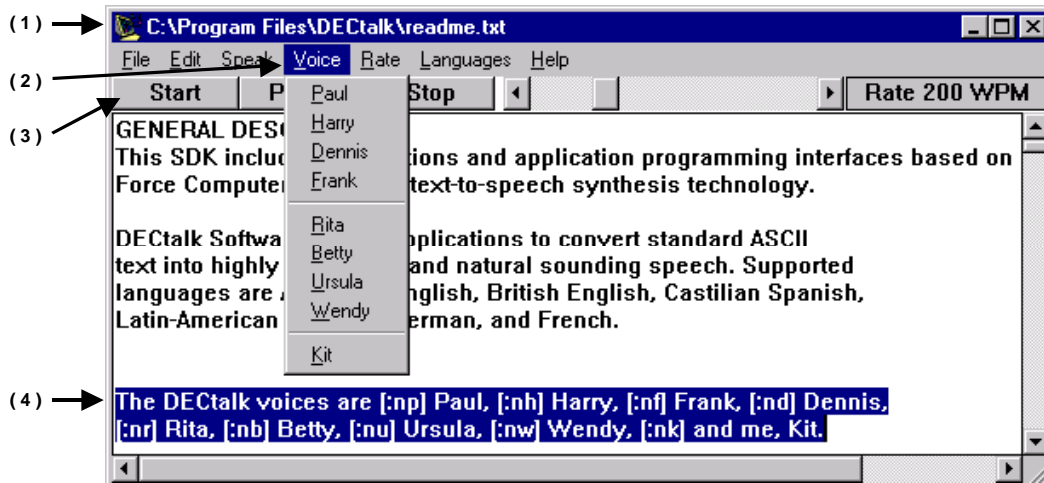 (1)
C:\Program Files\DECtalk\readme.txt
(2)
File Edit Speak Voice Rate Languages Help
(3)
Start P Stop Rate 200 WPM
Paul
Harry
Dennis
Frank
Rita
Betty
Ursula
Wendy
Kit
GENERAL DESC
This SDK includ ions and application programming interfaces based on
Force Computer text-to-speech synthesis technology.
DECtalk Softwa plications to convert standard ASCII
text into highly and natural sounding speech. Supported
languages are nglish, British English, Castilian Spanish,
Latin-American erman, and French.
(4)
The DECtalk voices are [:np] Paul, [:nh] Harry, [:nf] Frank, [:nd] Dennis,
[:nr] Rita, [:nb] Betty, [:nu] Ursula, [:nw] Wendy, [:nk] and me, Kit.